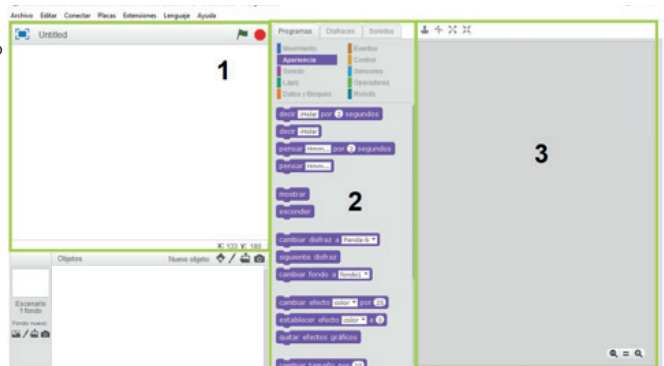 Archivo Editar Conectar Placas Extensiones Lenguaje Ayuda
Untitled
1
X: 133 Y: 180
Objetos Nuevo objeto:
Escenario
1 fondo
Fondo nuevo:
Programas Disfraces Sonidos
Movimiento Eventos
Apariencia Control
Sonido Sensores
Lápiz Operadores
Datos y Bloques Robots
decir ¡Hola! por 2 segundos
decir ¡Hola!
pensar Hmm... por 2 segundos
pensar Hmm...
mostrar
esconder
2
cambiar disfraz a Panda-b
siguiente disfraz
cambiar fondo a fondo1
cambiar efecto color por 25
establecer efecto color a 0
quitar efectos gráficos
cambiar tamaño por
3